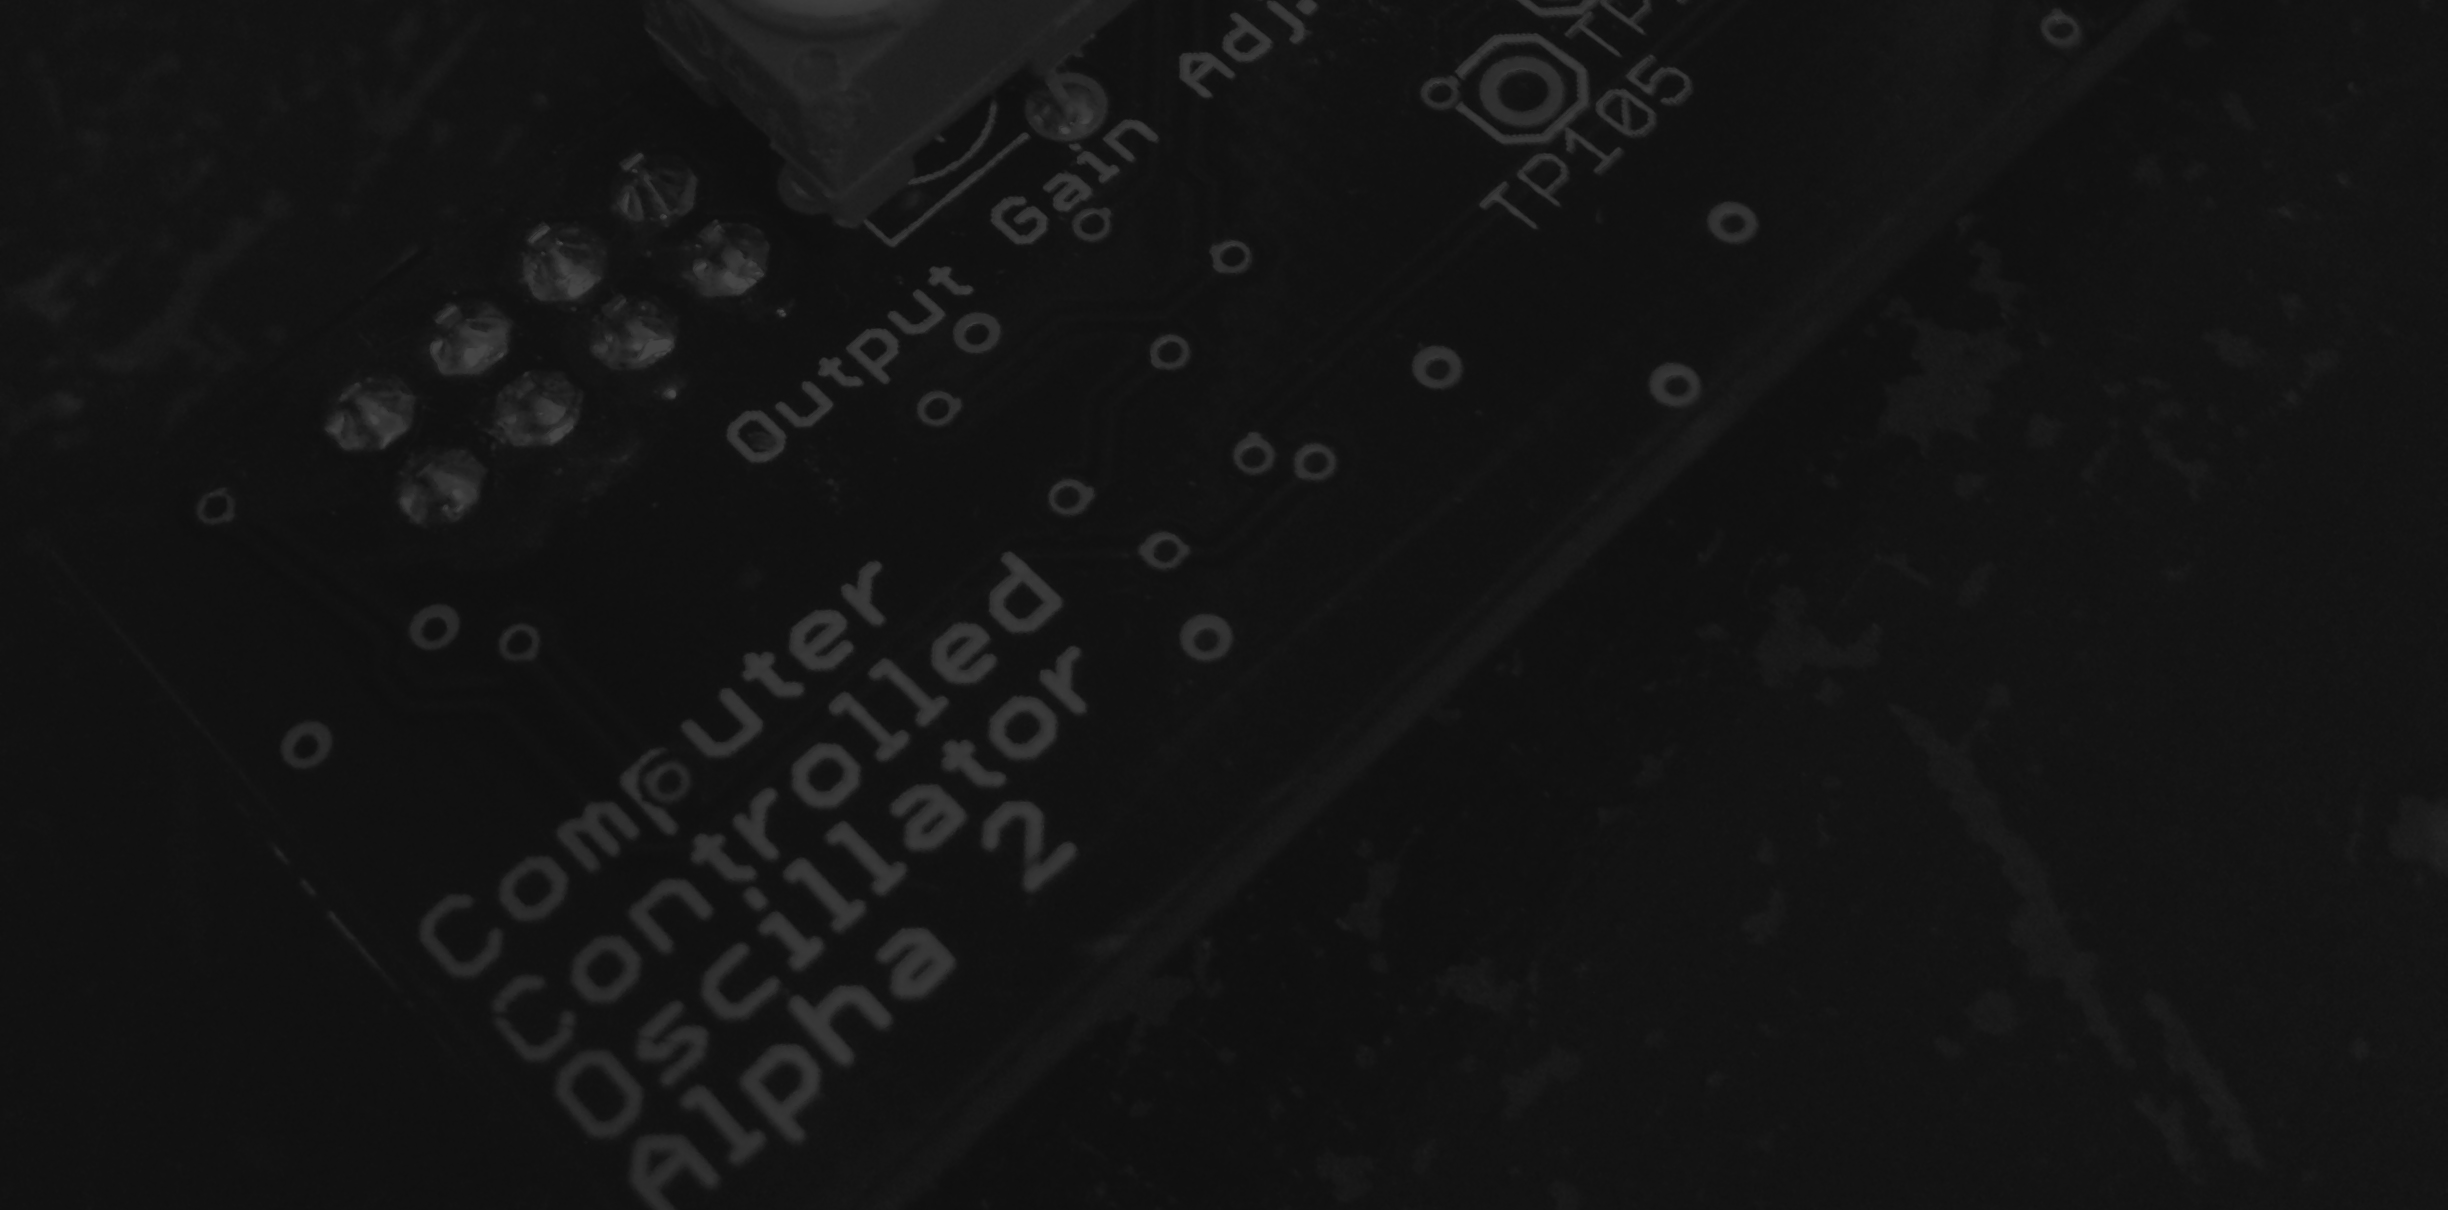 Output Gain Adj.
TP105
Computer
Controlled
Oscillator
Alpha 2